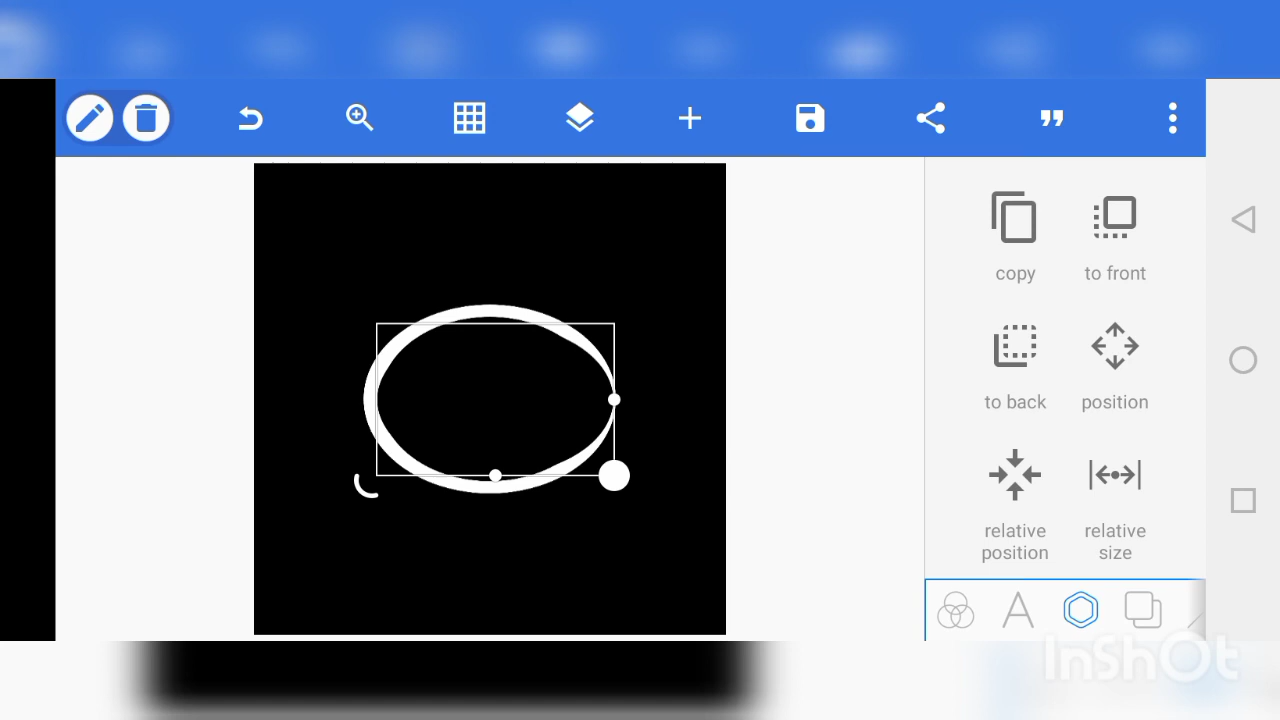 copy
to front
to back
position
relative
position
relative
size
InShOt